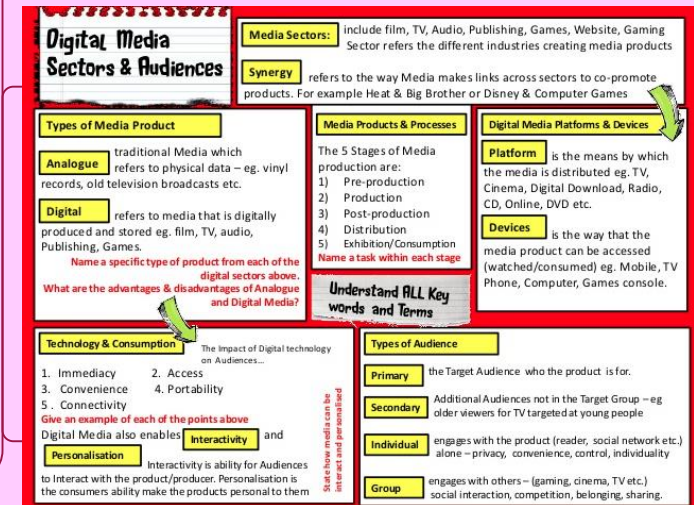 Digital Media
Sectors & Audiences
Media Sectors: include film, TV, Audio, Publishing, Games, Website, Gaming
Sector refers the different industries creating media products
Synergy refers to the way Media makes links across sectors to co-promote
products. For example Heat & Big Brother or Disney & Computer Games
Types of Media Product
Analogue traditional Media which
refers to physical data – eg. vinyl
records, old television broadcasts etc.
Digital refers to media that is digitally
produced and stored eg. film, TV, audio,
Publishing, Games.
Name a specific type of product from each of the
digital sectors above.
What are the advantages & disadvantages of Analogue
and Digital Media?
Media Products & Processes
The 5 Stages of Media
production are:
1) Pre-production
2) Production
3) Post-production
4) Distribution
5) Exhibition/Consumption
Name a task within each stage
Digital Media Platforms & Devices
Platform is the means by which
the media is distributed eg. TV,
Cinema, Digital Download, Radio,
CD, Online, DVD etc.
Devices is the way that the
media product can be accessed
(watched/consumed) eg. Mobile, TV
Phone, Computer, Games console.
Understand ALL Key
words and Terms
Technology & Consumption The Impact of Digital technology
on Audiences...
1. Immediacy 2. Access
3. Convenience 4. Portability
5 . Connectivity
Give an example of each of the points above
Digital Media also enables Interactivity and
Personalisation Interactivity is ability for Audiences
to Interact with the product/producer. Personalisation is
the consumers ability make the products personal to them
State how media can be
interact and personalised
Types of Audience
Primary the Target Audience who the product is for.
Secondary Additional Audiences not in the Target Group – eg
older viewers for TV targeted at young people
Individual engages with the product (reader, social network etc.)
alone – privacy, convenience, control, individuality
Group engages with others – (gaming, cinema, TV etc.)
social interaction, competition, belonging, sharing.